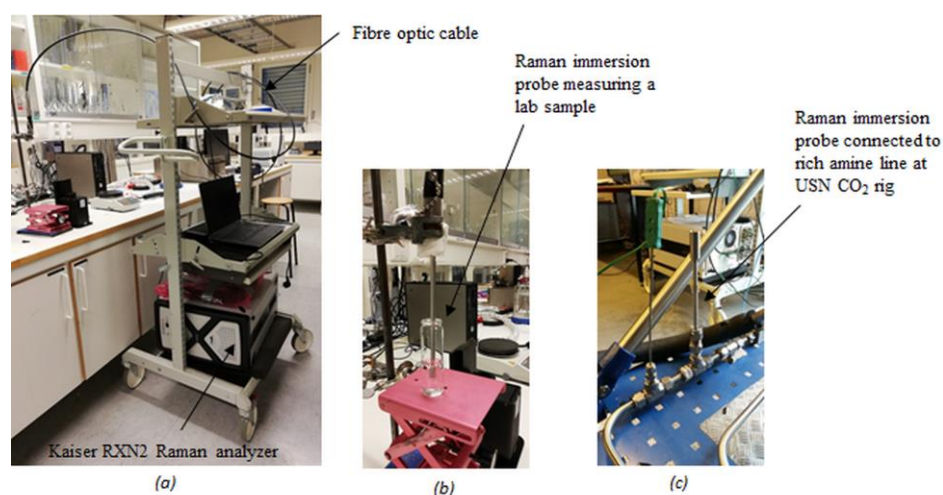 Fibre optic cable
Raman immersion
probe measuring a
lab sample
Raman immersion
probe connected to
rich amine line at
USN CO₂ rig
Kaiser RXN2 Raman analyzer
(a)
(b)
(c)